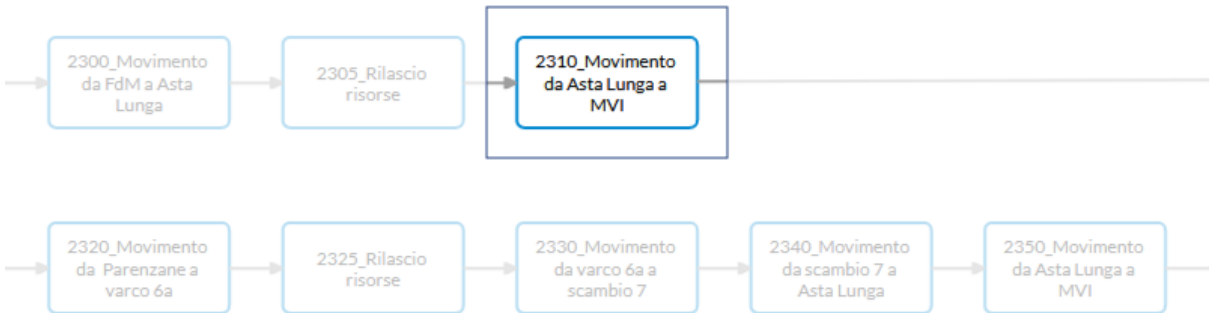 2300_Movimento
da FdM a Asta
Lunga
2305_Rilascio
risorse
2310_Movimento
da Asta Lunga a
MVI
2320_Movimento
da Parenzane a
varco 6a
2325_Rilascio
risorse
2330_Movimento
da varco 6a a
scambio 7
2340_Movimento
da scambio 7 a
Asta Lunga
2350_Movimento
da Asta Lunga a
MVI